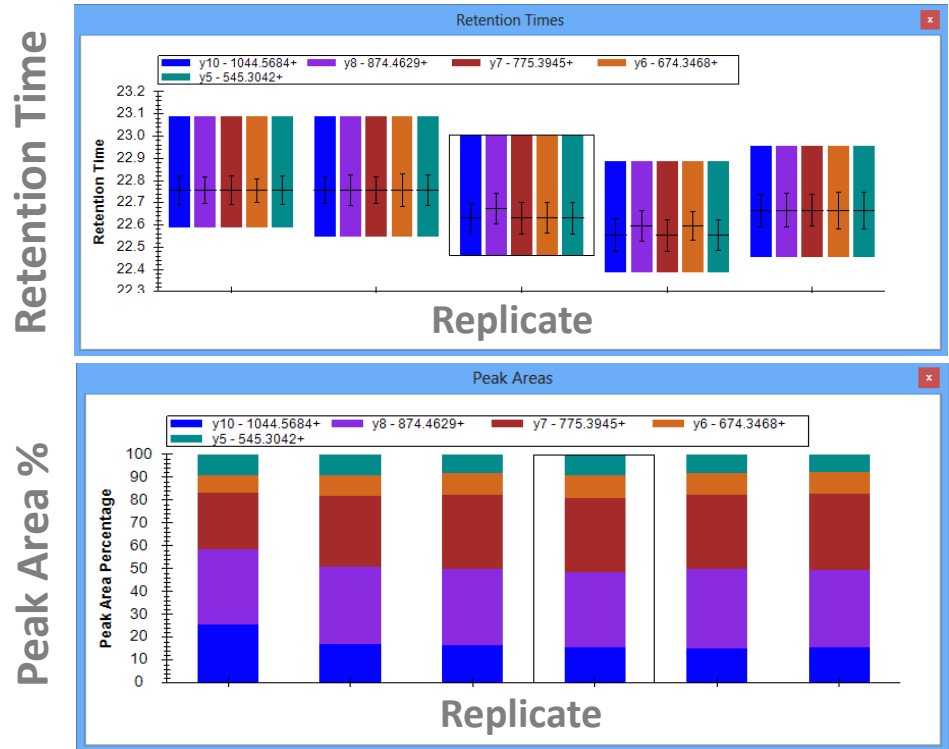 Retention Time
Retention Times
x
y10 - 1044.5684+ y8 - 874.4629+ y7 - 775.3945+ y6 - 674.3468+
y5 - 545.3042+
Retention Time
23.2
23.1
23.0
22.9
22.8
22.7
22.6
22.5
22.4
22.3
Replicate
Peak Area %
Peak Areas
x
y10 - 1044.5684+ y8 - 874.4629+ y7 - 775.3945+ y6 - 674.3468+
y5 - 545.3042+
Peak Area Percentage
100
90
80
70
60
50
40
30
20
10
0
Replicate